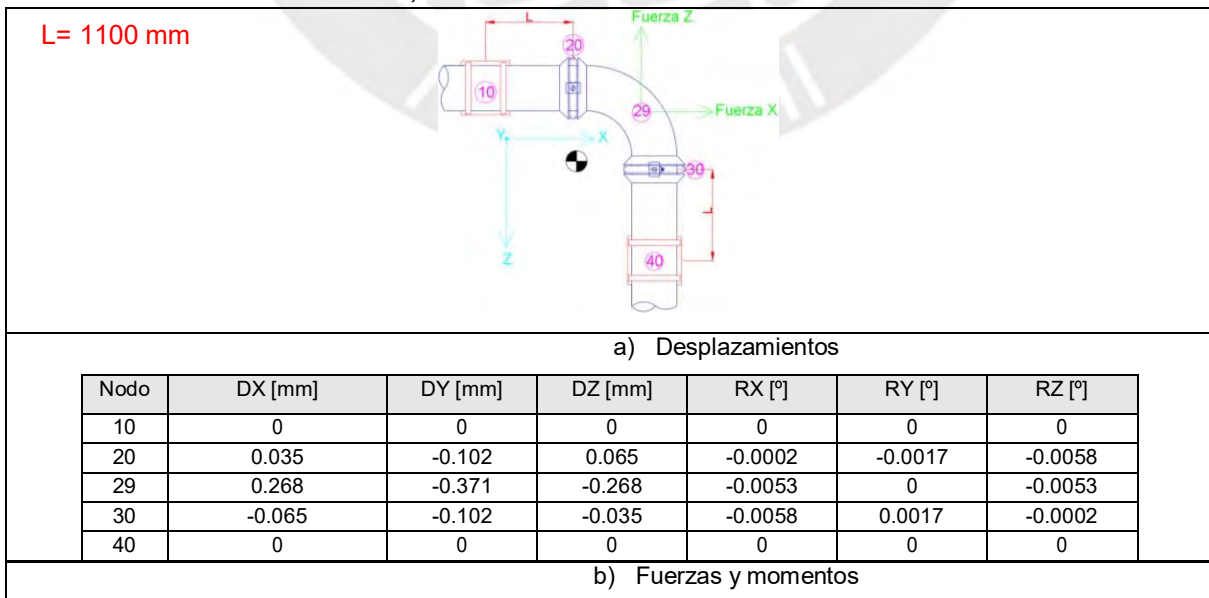 L= 1100 mm
L
Fuerza Z
20
10
29
Fuerza X
Y
X
30
L
Z
40
a) Desplazamientos
Nodo DX [mm] DY [mm] DZ [mm] RX [º] RY [º] RZ [º]
10 0 0 0 0 0 0
20 0.035 -0.102 0.065 -0.0002 -0.0017 -0.0058
29 0.268 -0.371 -0.268 -0.0053 0 -0.0053
30 -0.065 -0.102 -0.035 -0.0058 0.0017 -0.0002
40 0 0 0 0 0 0
b) Fuerzas y momentos